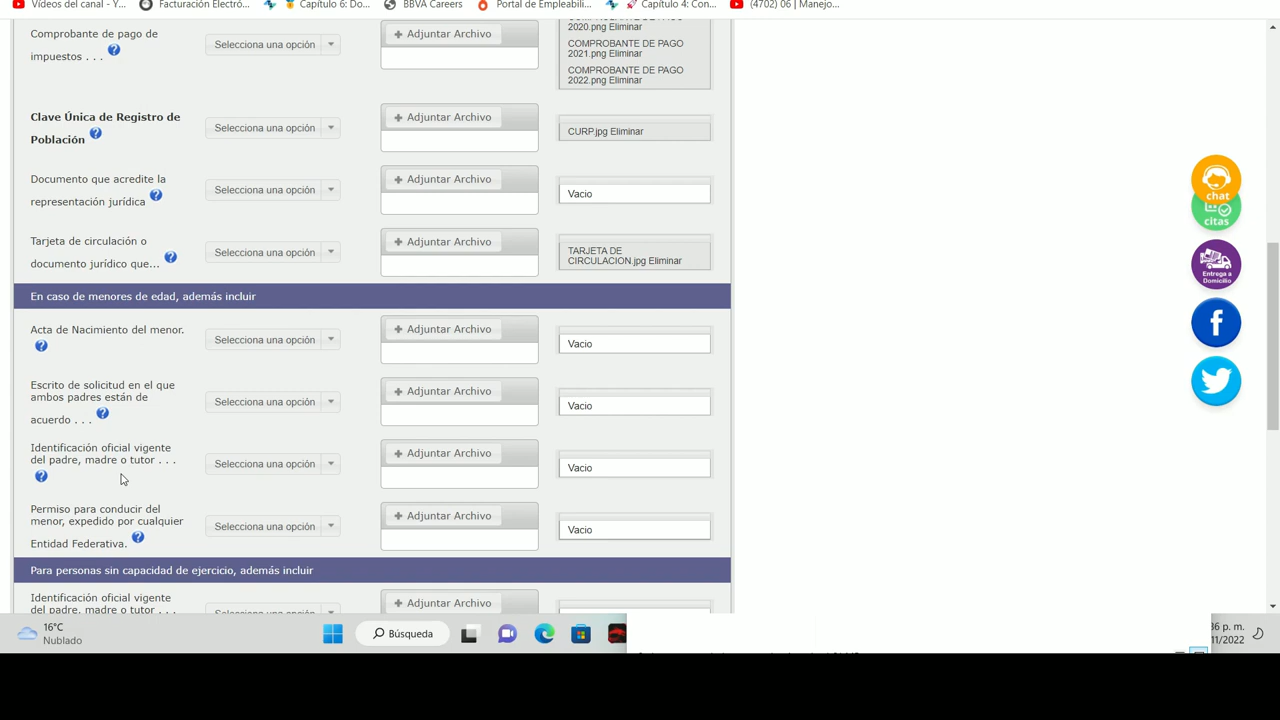 Vídeos del canal - Y...
Facturación Electró...
Capítulo 6: Do...
BBVA Careers
Portal de Empleabili...
Capítulo 4: Con...
(4702) 06 | Manejo...
Comprobante de pago de
impuestos . . .
Selecciona una opción
Adjuntar Archivo
2020.png Eliminar
COMPROBANTE DE PAGO
2021.png Eliminar
COMPROBANTE DE PAGO
2022.png Eliminar
Clave Única de Registro de
Población
Selecciona una opción
Adjuntar Archivo
CURP.jpg Eliminar
Documento que acredite la
representación jurídica
Selecciona una opción
Adjuntar Archivo
Vacio
Tarjeta de circulación o
documento jurídico que...
Selecciona una opción
Adjuntar Archivo
TARJETA DE
CIRCULACION.jpg Eliminar
En caso de menores de edad, además incluir
Acta de Nacimiento del menor.
Selecciona una opción
Adjuntar Archivo
Vacio
Escrito de solicitud en el que
ambos padres están de
acuerdo . . .
Selecciona una opción
Adjuntar Archivo
Vacio
Identificación oficial vigente
del padre, madre o tutor . . .
Selecciona una opción
Adjuntar Archivo
Vacio
Permiso para conducir del
menor, expedido por cualquier
Entidad Federativa.
Selecciona una opción
Adjuntar Archivo
Vacio
Para personas sin capacidad de ejercicio, además incluir
Identificación oficial vigente
del padre, madre o tutor . . .
Selecciona una opción
Adjuntar Archivo
chat
citas
Entrega a
Domicilio
16°C
Nublado
Búsqueda
36 p. m.
11/2022